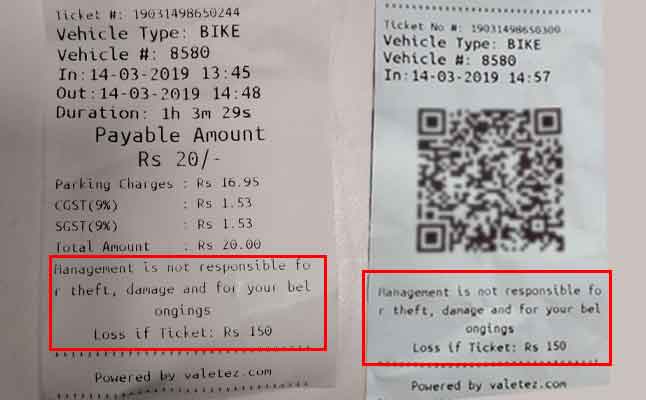 Ticket #: 19031498650244
Vehicle Type: BIKE
Vehicle #: 8580
In:14-03-2019 13:45
Out:14-03-2019 14:48
Duration: 1h 3m 29s
Payable Amount
Rs 20/-
Parking Charges : Rs 16.95
CGST(9%) : Rs 1.53
SGST(9%) : Rs 1.53
Total Amount : Rs 20.00
Management is not responsible fo
r theft, damage and for your bel
ongings
Loss if Ticket: Rs 150
Powered by valetez.com
Ticket No #: 19031498650300
Vehicle Type: BIKE
Vehicle #: 8580
In:14-03-2019 14:57
Management is not responsible fo
r theft, damage and for your bel
ongings
Loss if Ticket: Rs 150
Powered by valetez.com